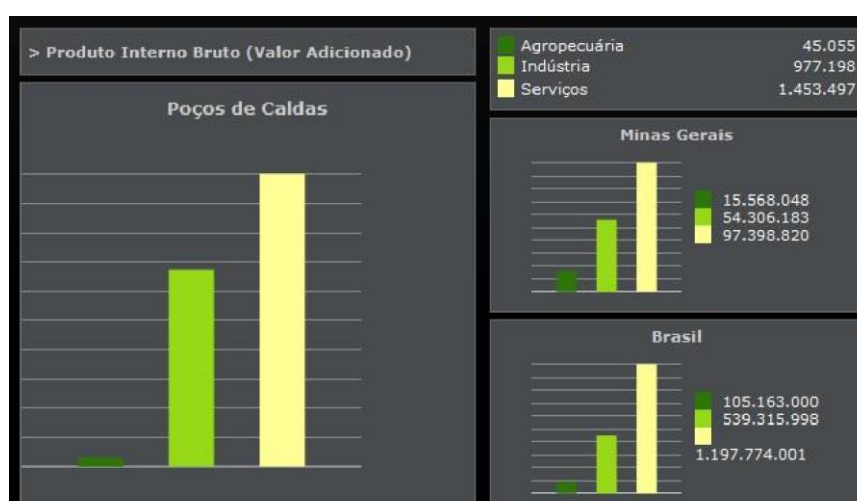 > Produto Interno Bruto (Valor Adicionado)
Poços de Caldas
Agropecuária 45.055
Indústria 977.198
Serviços 1.453.497
Minas Gerais
15.568.048
54.306.183
97.398.820
Brasil
105.163.000
539.315.998
1.197.774.001